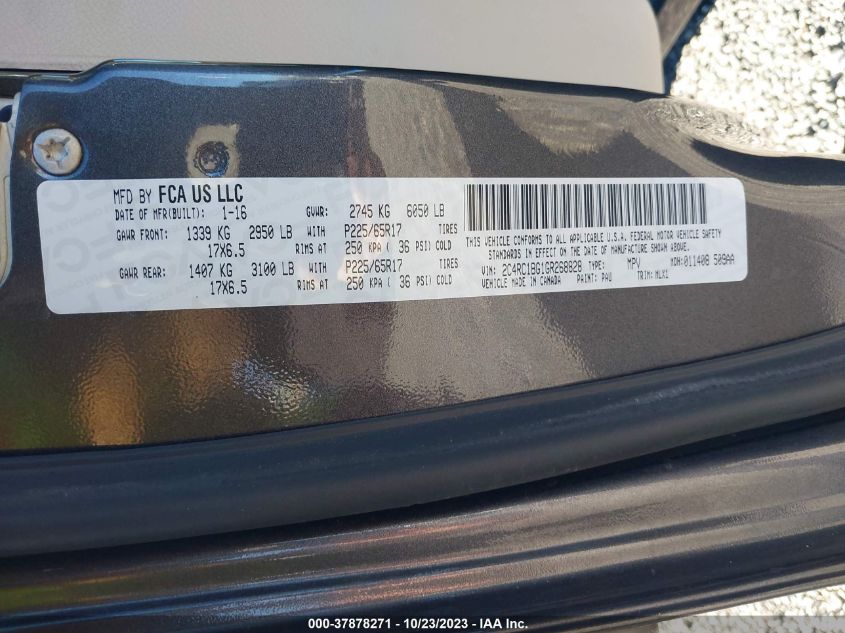 MFD BY FCA US LLC
DATE OF MFR(BUILT): 1-16 GVWR: 2745 KG 6050 LB
GAWR FRONT: 1339 KG 2950 LB WITH P225/65R17 TIRES
17X6.5 RIMS AT 250 KPA ( 36 PSI) COLD
GAWR REAR: 1407 KG 3100 LB WITH P225/65R17 TIRES
17X6.5 RIMS AT 250 KPA ( 36 PSI) COLD
THIS VEHICLE CONFORMS TO ALL APPLICABLE U.S.A. FEDERAL MOTOR VEHICLE SAFETY
STANDARDS IN EFFECT ON THE DATE OF MANUFACTURE SHOWN ABOVE.
VIN: 2C4RC1BG1GR268828 TYPE: MPV MDH:011408 509AA
VEHICLE MADE IN CANADA PAINT: PAU TRIM: MLX1
000-37878271 - 10/23/2023 - IAA Inc.